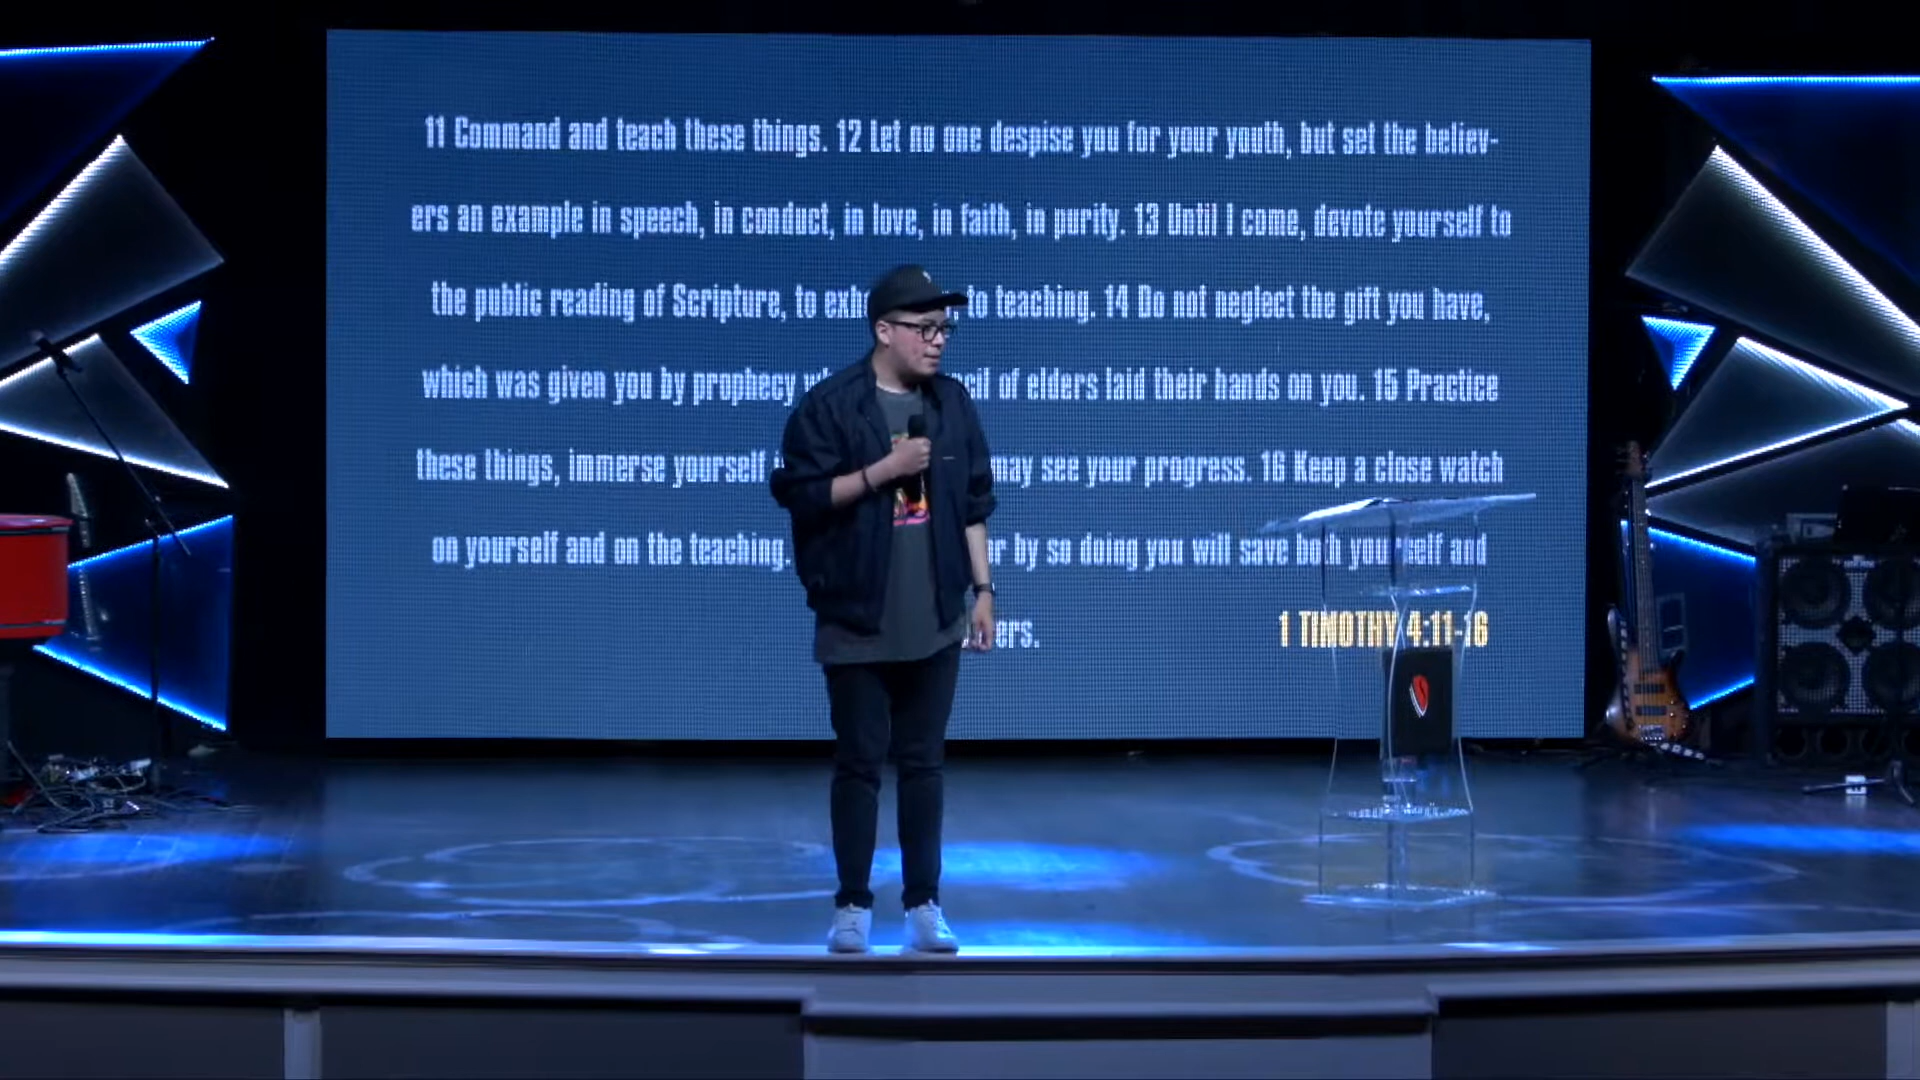 11 Command and teach these things. 12 Let no one despise you for your youth, but set the believ-
ers an example in speech, in conduct, in love, in faith, in purity. 13 Until I come, devote yourself to
the public reading of Scripture, to to teaching. 14 Do not neglect the gift you have,
which was given you by prophecy of elders laid their hands on you. 15 Practice
these things, immerse yourself may see your progress. 16 Keep a close watch
on yourself and on the teaching. by so doing you will save both yourself and
1 TIMOTHY 4:11-16